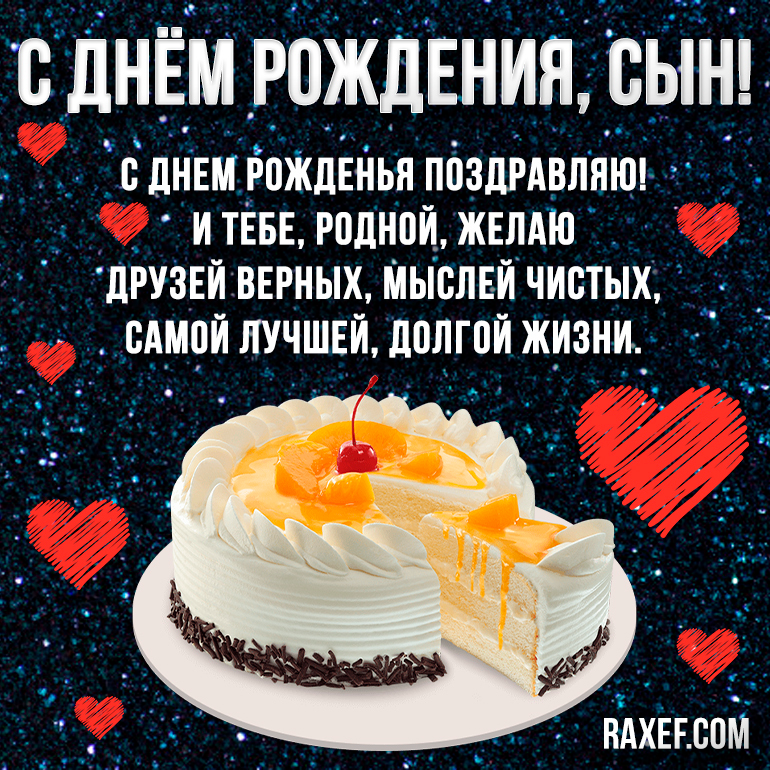 С ДНЁМ РОЖДЕНИЯ, СЫН!
С ДНЕМ РОЖДЕНЬЯ ПОЗДРАВЛЯЮ!
И ТЕБЕ, РОДНОЙ, ЖЕЛАЮ
ДРУЗЕЙ ВЕРНЫХ, МЫСЛЕЙ ЧИСТЫХ,
САМОЙ ЛУЧШЕЙ, ДОЛГОЙ ЖИЗНИ.
RAXEF.COM